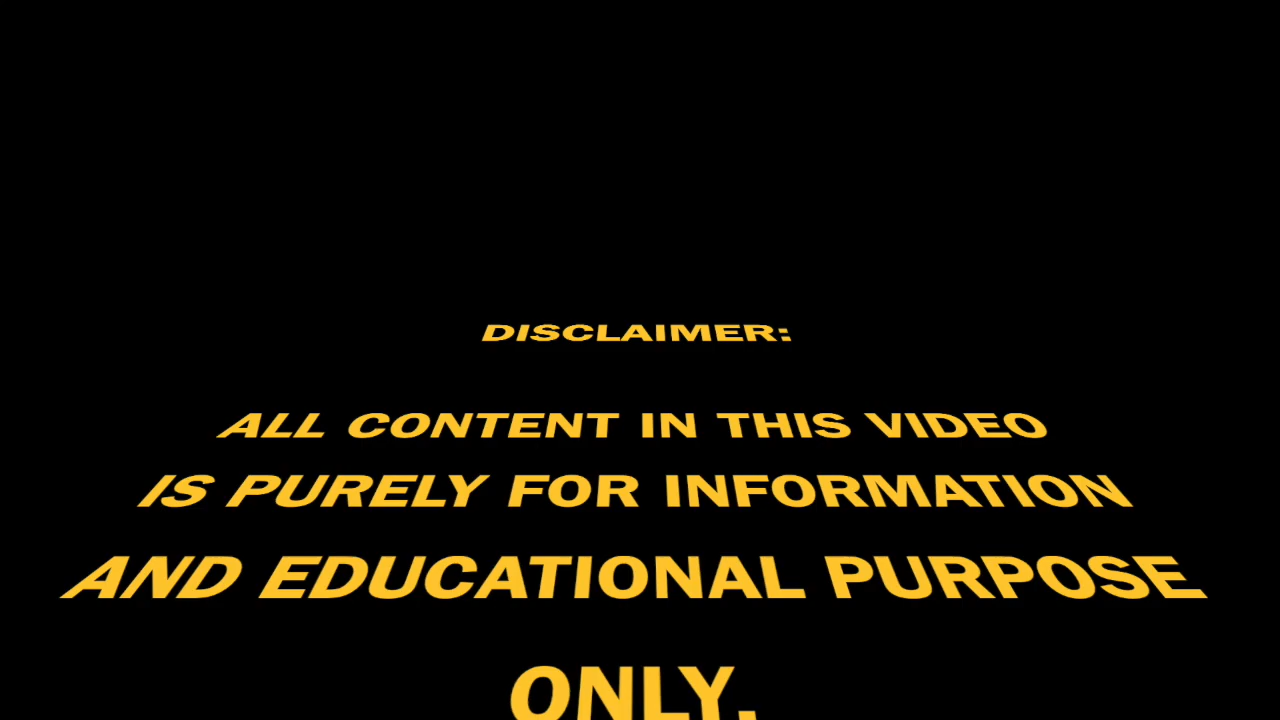 DISCLAIMER:
ALL CONTENT IN THIS VIDEO
IS PURELY FOR INFORMATION
AND EDUCATIONAL PURPOSE
ONLY.